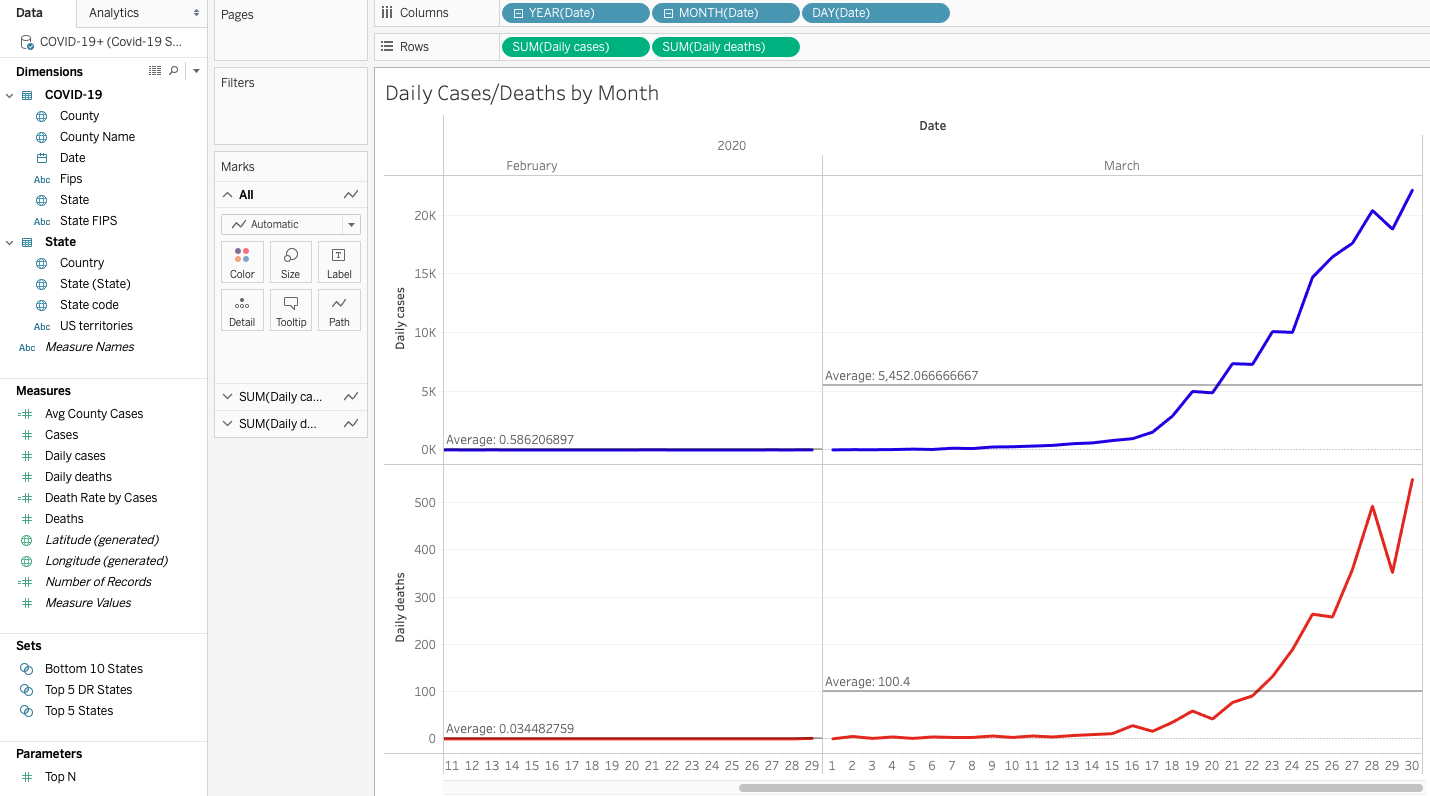 Data
Analytics
COVID-19+ (Covid-19 S...
Dimensions
COVID-19
County
County Name
Date
Abc Fips
State
Abc State FIPS
State
Country
State (State)
State code
Abc US territories
Abc Measure Names
Measures
Avg County Cases
Cases
Daily cases
Daily deaths
Death Rate by Cases
Deaths
Latitude (generated)
Longitude (generated)
Number of Records
Measure Values
Sets
Bottom 10 States
Top 5 DR States
Top 5 States
Parameters
Top N
Pages
Filters
Marks
All
Automatic
Color Size Label
Detail Tooltip Path
SUM(Daily ca...
SUM(Daily d...
Columns YEAR(Date) MONTH(Date) DAY(Date)
Rows SUM(Daily cases) SUM(Daily deaths)
Daily Cases/Deaths by Month
Date
2020
February March
Daily cases
20K
15K
10K
5K
0K
Average: 5,452.066666667
Average: 0.586206897
Daily deaths
500
400
300
200
100
0
Average: 100.4
Average: 0.034482759
11 12 13 14 15 16 17 18 19 20 21 22 23 24 25 26 27 28 29 1 2 3 4 5 6 7 8 9 10 11 12 13 14 15 16 17 18 19 20 21 22 23 24 25 26 27 28 29 30